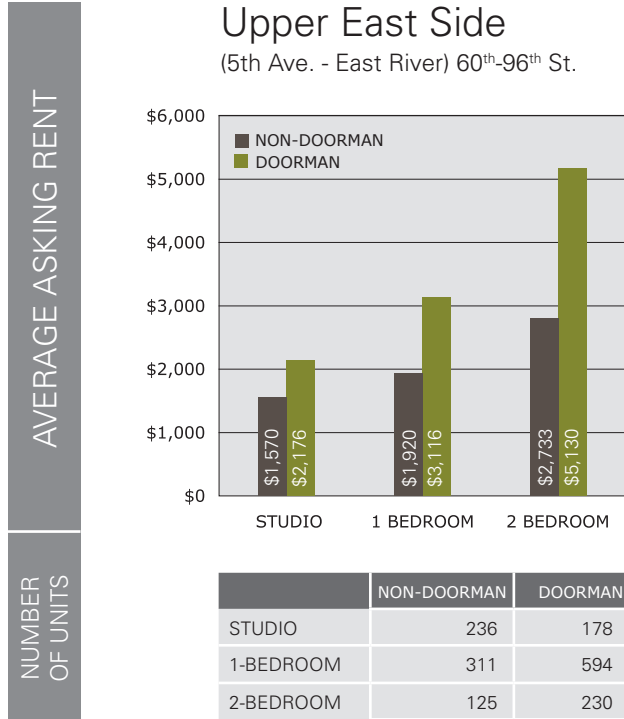 Upper East Side
(5th Ave. - East River) 60th-96th St.
AVERAGE ASKING RENT
$6,000
$5,000
$4,000
$3,000
$2,000
$1,000
$0
NON-DOORMAN
DOORMAN
$1,570
$2,176
$1,920
$3,116
$2,733
$5,130
STUDIO 1 BEDROOM 2 BEDROOM
NUMBER
OF UNITS
NON-DOORMAN DOORMAN
STUDIO 236 178
1-BEDROOM 311 594
2-BEDROOM 125 230